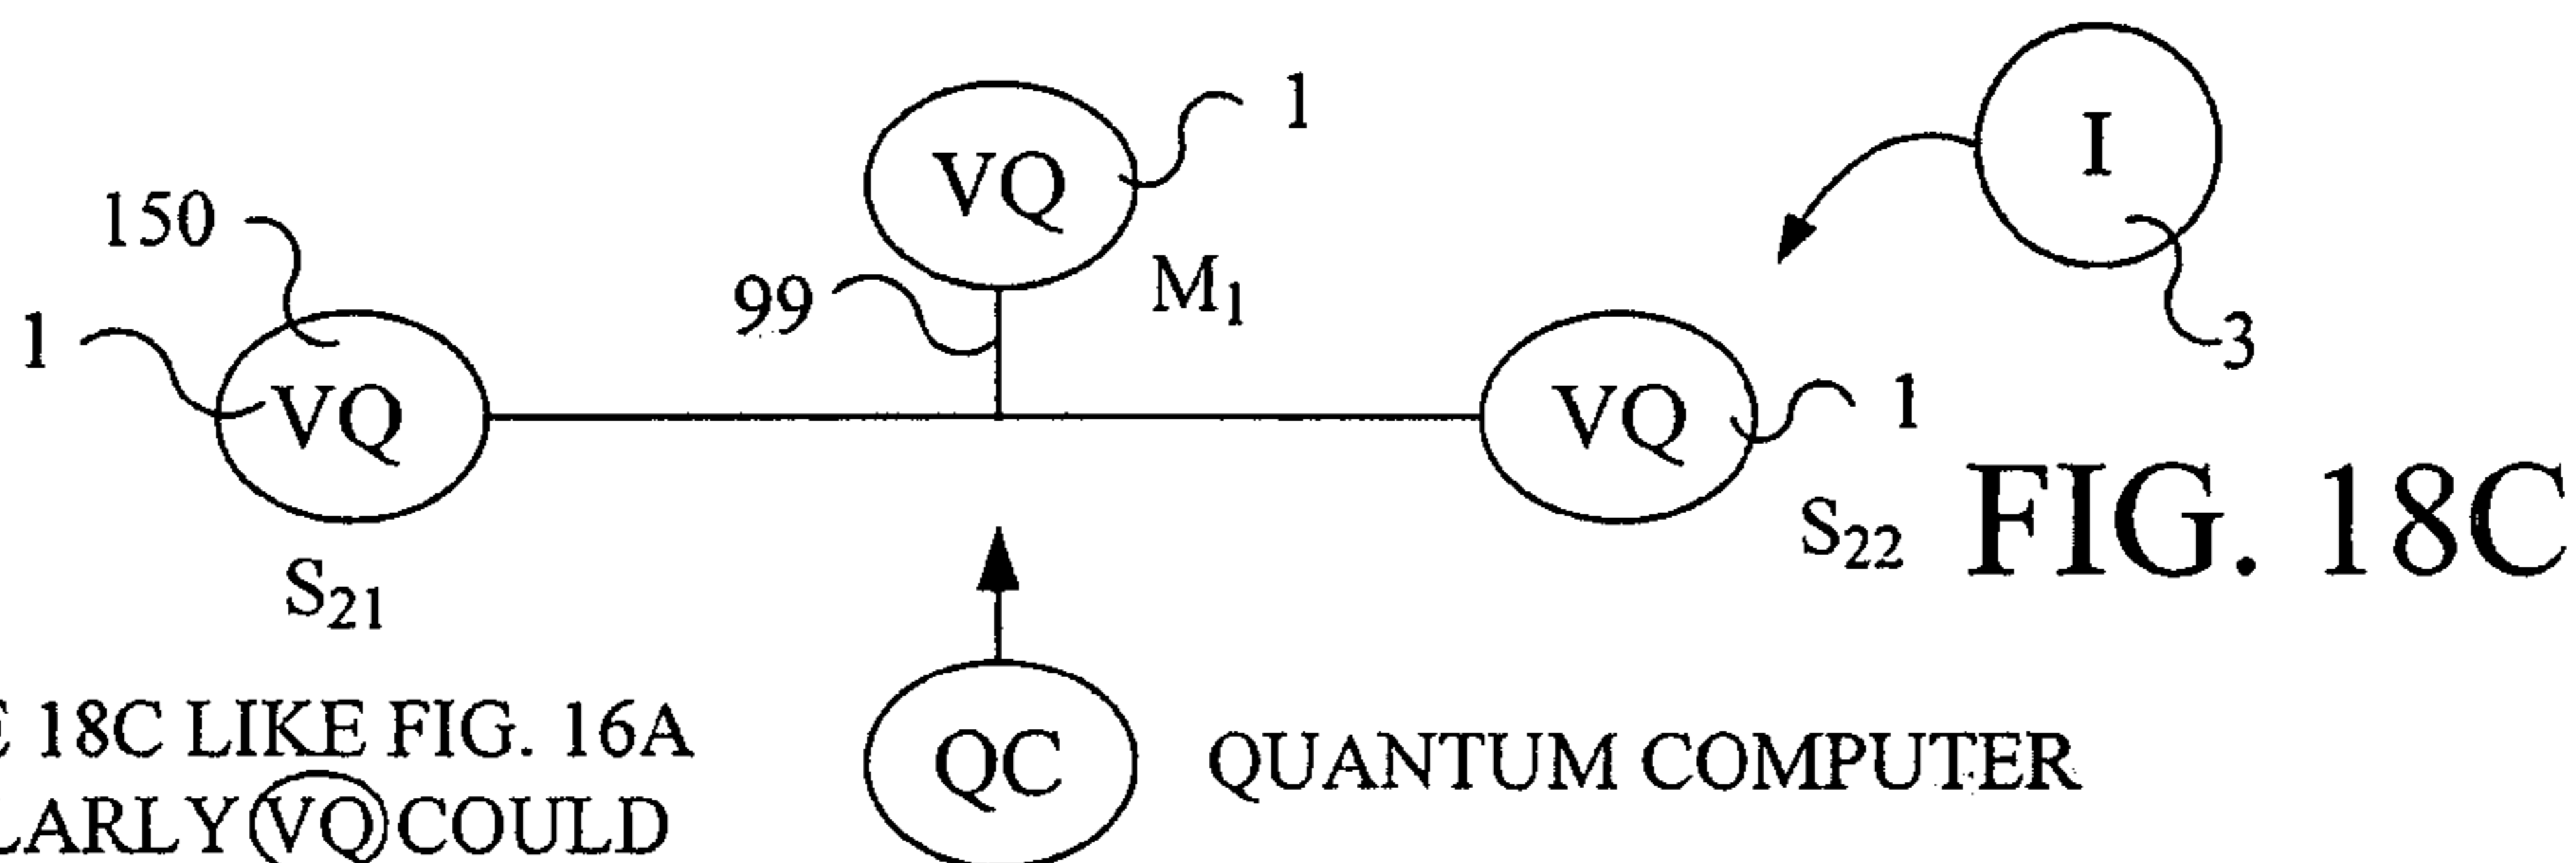 1
VQ
I
150
99
M1
1
VQ
3
VQ
1
S21
S22
FIG. 18C
E 18C LIKE FIG. 16A
QC
QUANTUM COMPUTER
LARLY VQ COULD